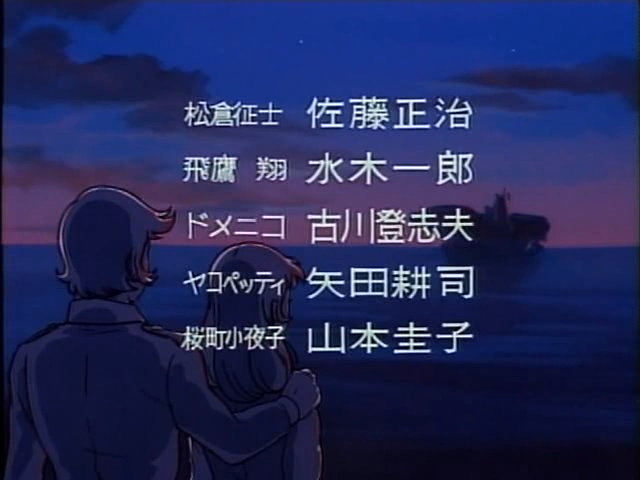 松倉征士 佐藤正治
飛鷹 翔 水木一郎
ドメニコ 古川登志夫
ヤコペッティ 矢田耕司
桜町小夜子 山本圭子